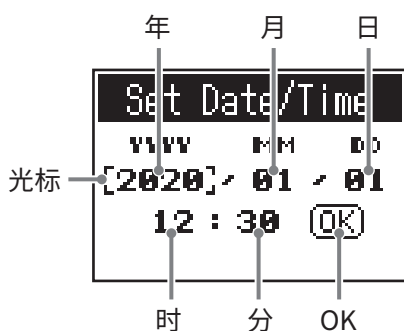 年 月 日
Set Date/Time
YYYY MM DD
光标 [2020]/ 01 / 01
12 : 30 OK
时 分 OK